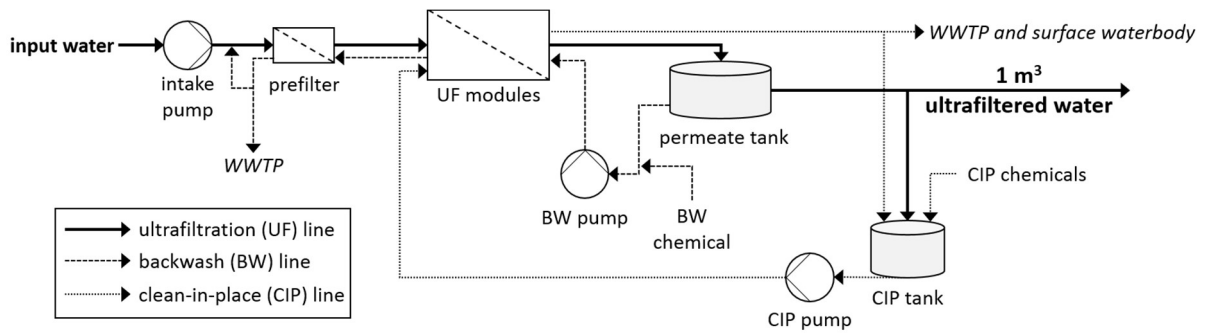 input water
intake
pump
prefilter
WWTP
UF modules
WWTP and surface waterbody
1 m³
ultrafiltered water
permeate tank
BW pump
BW
chemical
CIP chemicals
CIP tank
CIP pump
ultrafiltration (UF) line
backwash (BW) line
clean-in-place (CIP) line